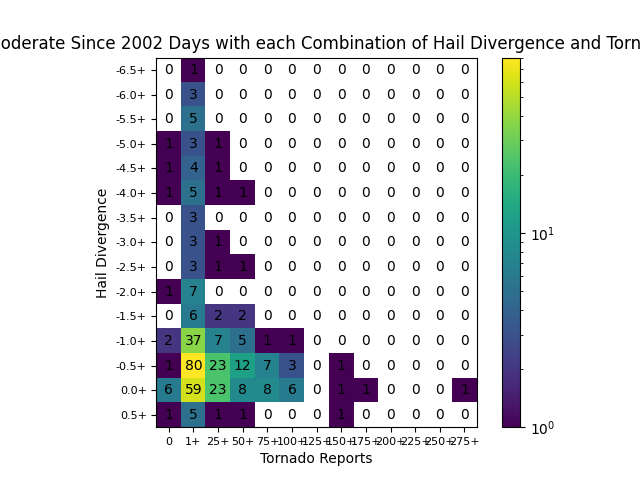 oderate Since 2002 Days with each Combination of Hail Divergence and Torn
-6.5+ 0 1 0 0 0 0 0 0 0 0 0 0 0
-6.0+ 0 3 0 0 0 0 0 0 0 0 0 0 0
-5.5+ 0 5 0 0 0 0 0 0 0 0 0 0 0
-5.0+ 1 3 1 0 0 0 0 0 0 0 0 0 0
-4.5+ 1 4 1 0 0 0 0 0 0 0 0 0 0
-4.0+ 1 5 1 1 0 0 0 0 0 0 0 0 0
-3.5+ 0 3 0 0 0 0 0 0 0 0 0 0 0
-3.0+ 0 3 1 0 0 0 0 0 0 0 0 0 0
-2.5+ 0 3 1 1 0 0 0 0 0 0 0 0 0
-2.0+ 1 7 0 0 0 0 0 0 0 0 0 0 0
-1.5+ 0 6 2 2 0 0 0 0 0 0 0 0 0
-1.0+ 2 37 7 5 1 1 0 0 0 0 0 0 0
-0.5+ 1 80 23 12 7 3 0 1 0 0 0 0 0
0.0+ 6 59 23 8 8 6 0 1 1 0 0 0 1
0.5+ 1 5 1 1 0 0 0 1 0 0 0 0 0
0 1+ 25+ 50+ 75+ 100+ 125+ 150+ 175+ 200+ 225+ 250+ 275+
Tornado Reports
Hail Divergence
10^1
10^0